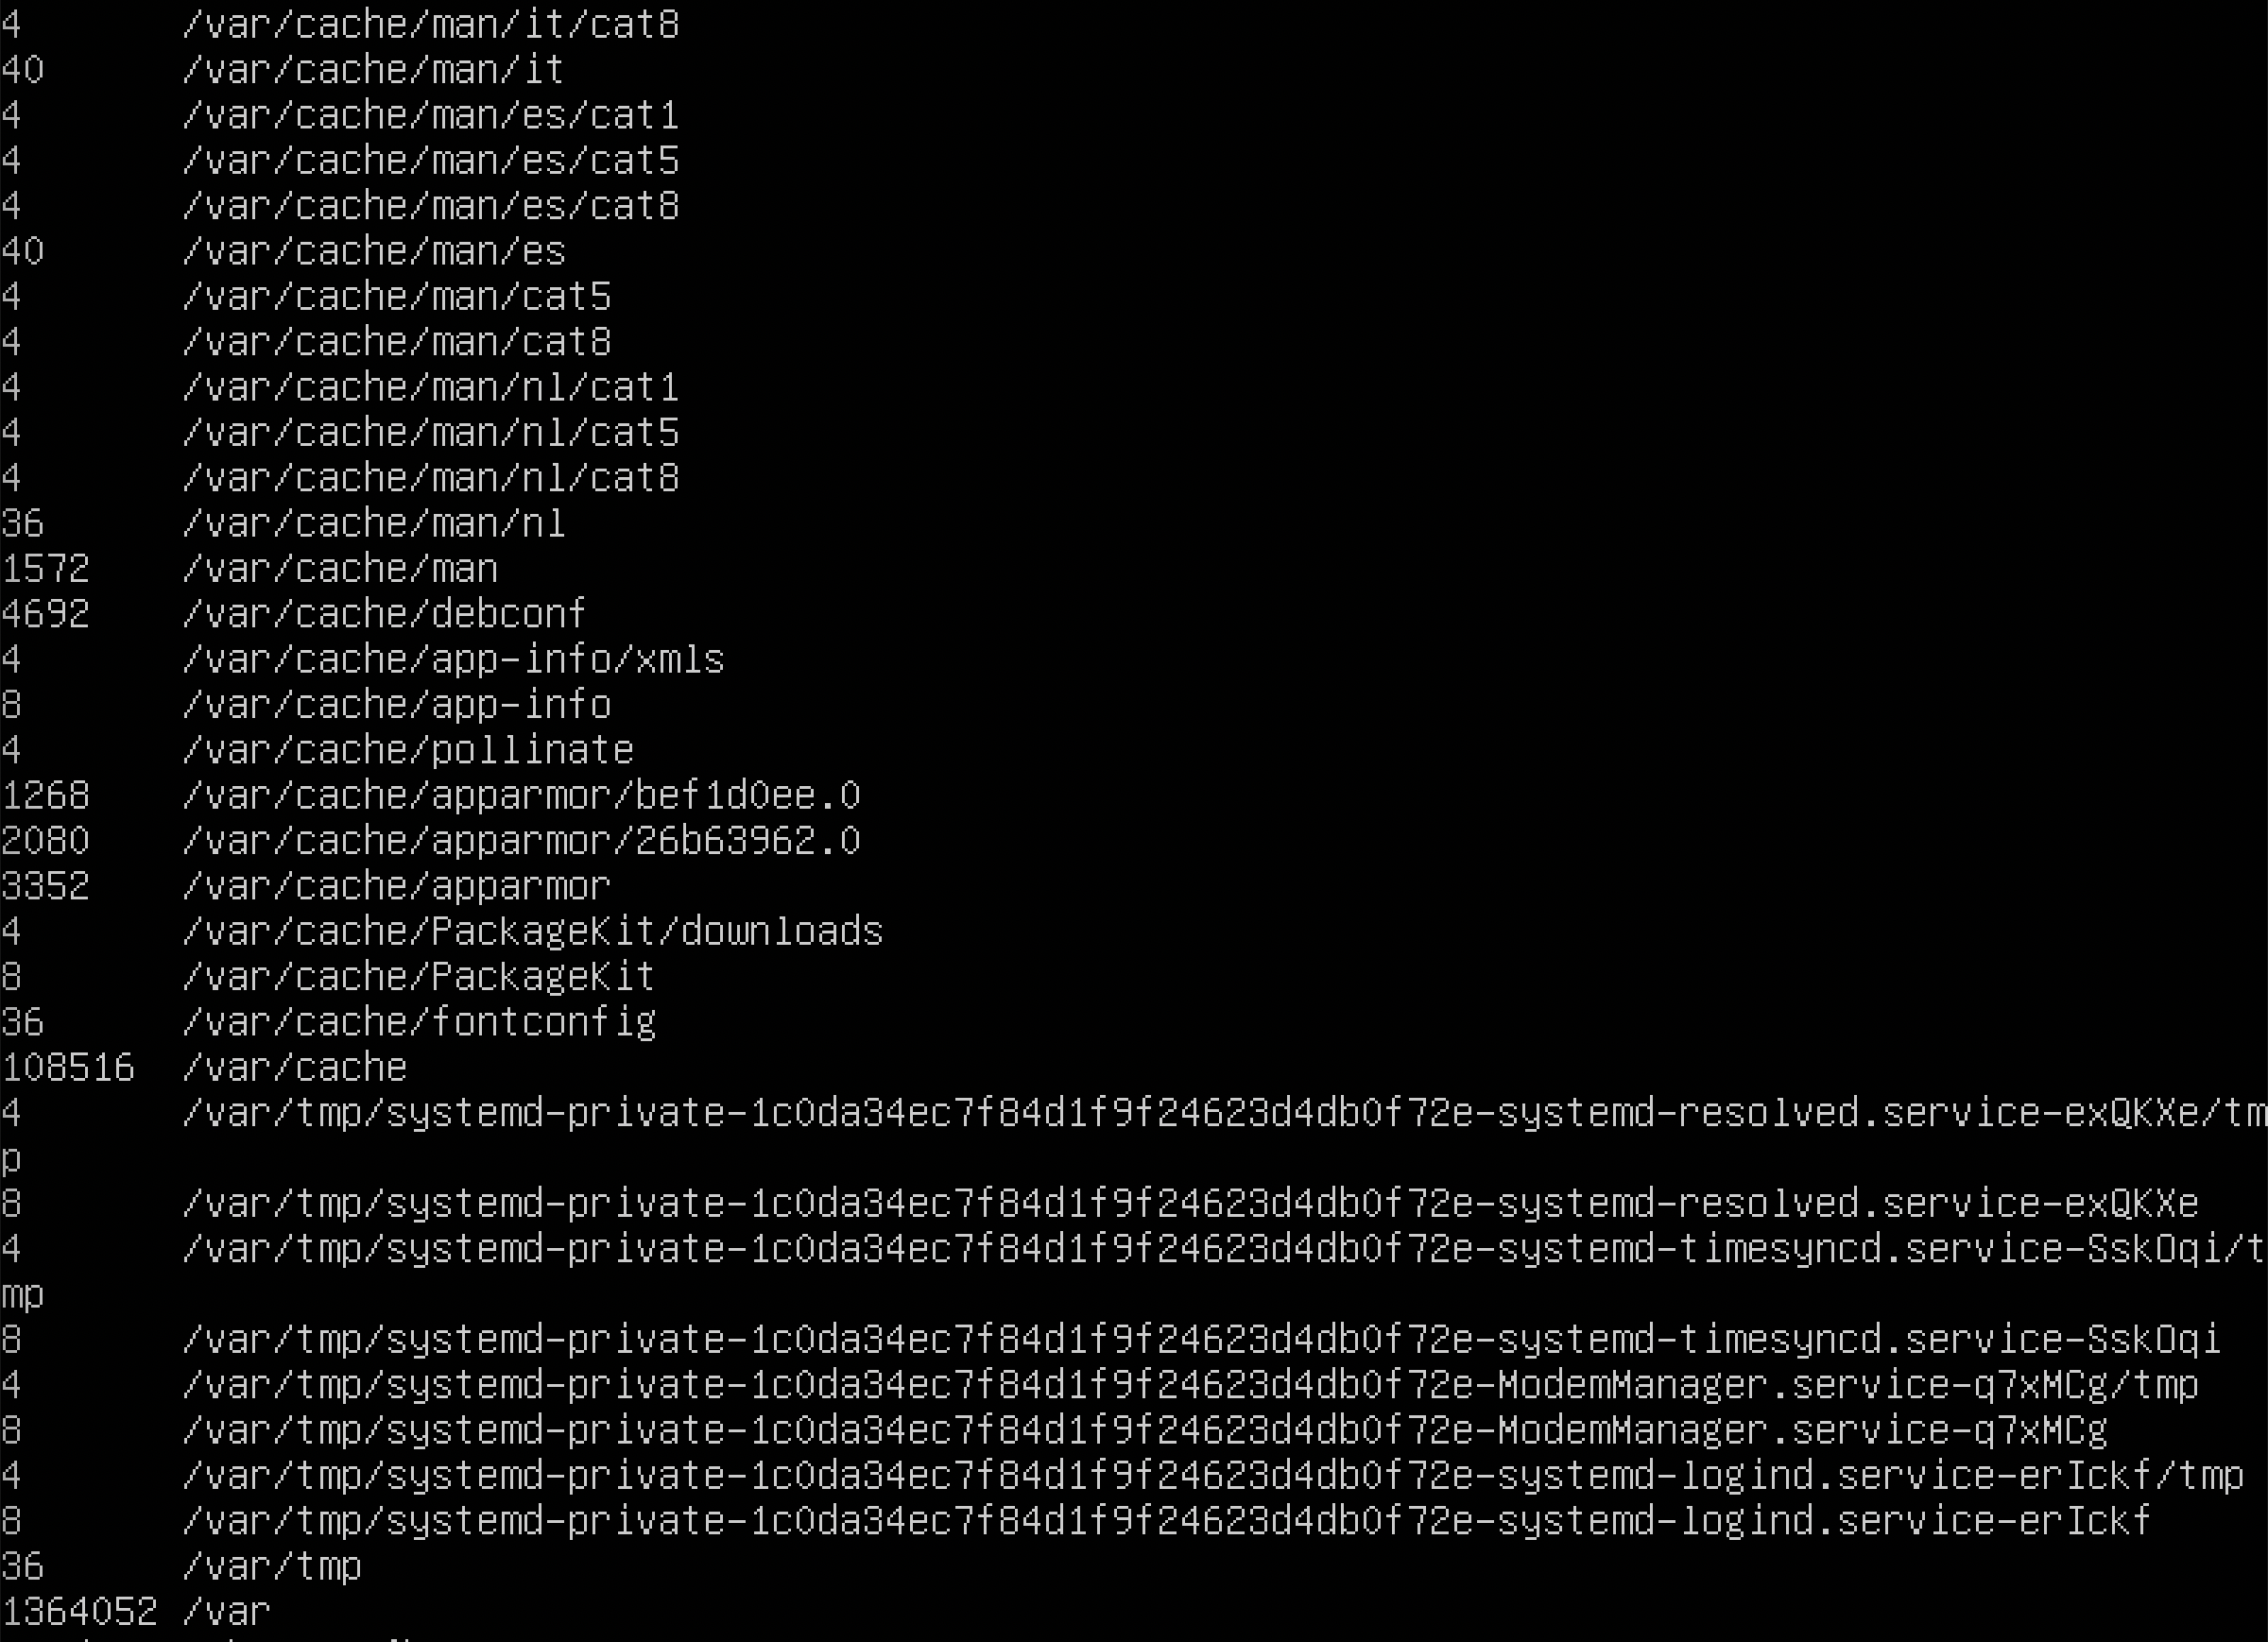 4       /var/cache/man/it/cat8
40      /var/cache/man/it
4       /var/cache/man/es/cat1
4       /var/cache/man/es/cat5
4       /var/cache/man/es/cat8
40      /var/cache/man/es
4       /var/cache/man/cat5
4       /var/cache/man/cat8
4       /var/cache/man/nl/cat1
4       /var/cache/man/nl/cat5
4       /var/cache/man/nl/cat8
36      /var/cache/man/nl
1572    /var/cache/man
4692    /var/cache/debconf
4       /var/cache/app-info/xmls
8       /var/cache/app-info
4       /var/cache/pollinate
1268    /var/cache/apparmor/bef1d0ee.0
2080    /var/cache/apparmor/26b63962.0
3352    /var/cache/apparmor
4       /var/cache/PackageKit/downloads
8       /var/cache/PackageKit
36      /var/cache/fontconfig
108516  /var/cache
4       /var/tmp/systemd-private-1c0da34ec7f84d1f9f24623d4db0f72e-systemd-resolved.service-exQKXe/tm
p
8       /var/tmp/systemd-private-1c0da34ec7f84d1f9f24623d4db0f72e-systemd-resolved.service-exQKXe
4       /var/tmp/systemd-private-1c0da34ec7f84d1f9f24623d4db0f72e-systemd-timesyncd.service-SskOqi/t
mp
8       /var/tmp/systemd-private-1c0da34ec7f84d1f9f24623d4db0f72e-systemd-timesyncd.service-SskOqi
4       /var/tmp/systemd-private-1c0da34ec7f84d1f9f24623d4db0f72e-ModemManager.service-q7xMCg/tmp
8       /var/tmp/systemd-private-1c0da34ec7f84d1f9f24623d4db0f72e-ModemManager.service-q7xMCg
4       /var/tmp/systemd-private-1c0da34ec7f84d1f9f24623d4db0f72e-systemd-logind.service-erIckf/tmp
8       /var/tmp/systemd-private-1c0da34ec7f84d1f9f24623d4db0f72e-systemd-logind.service-erIckf
36      /var/tmp
1364052 /var